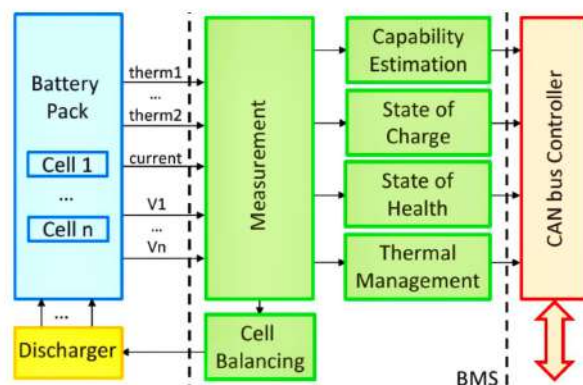 Battery
Pack
Cell 1
...
Cell n
therm1
...
therm2
current
V1
...
Vn
Measurement
Capability
Estimation
State of
Charge
State of
Health
Thermal
Management
CAN bus Controller
...
Discharger
Cell
Balancing
BMS